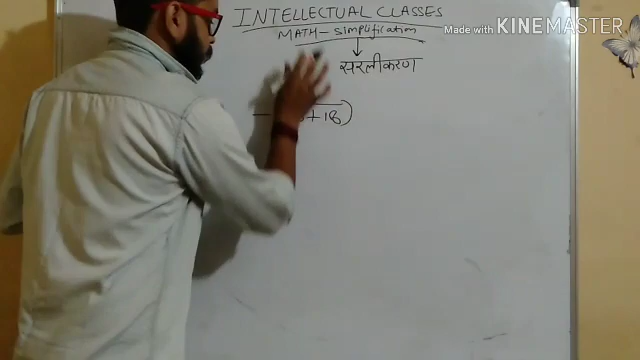 INTELLECTUAL CLASSES
MATH - Simplification
Made with KINEMASTER
सरलीकरण
+ 18)